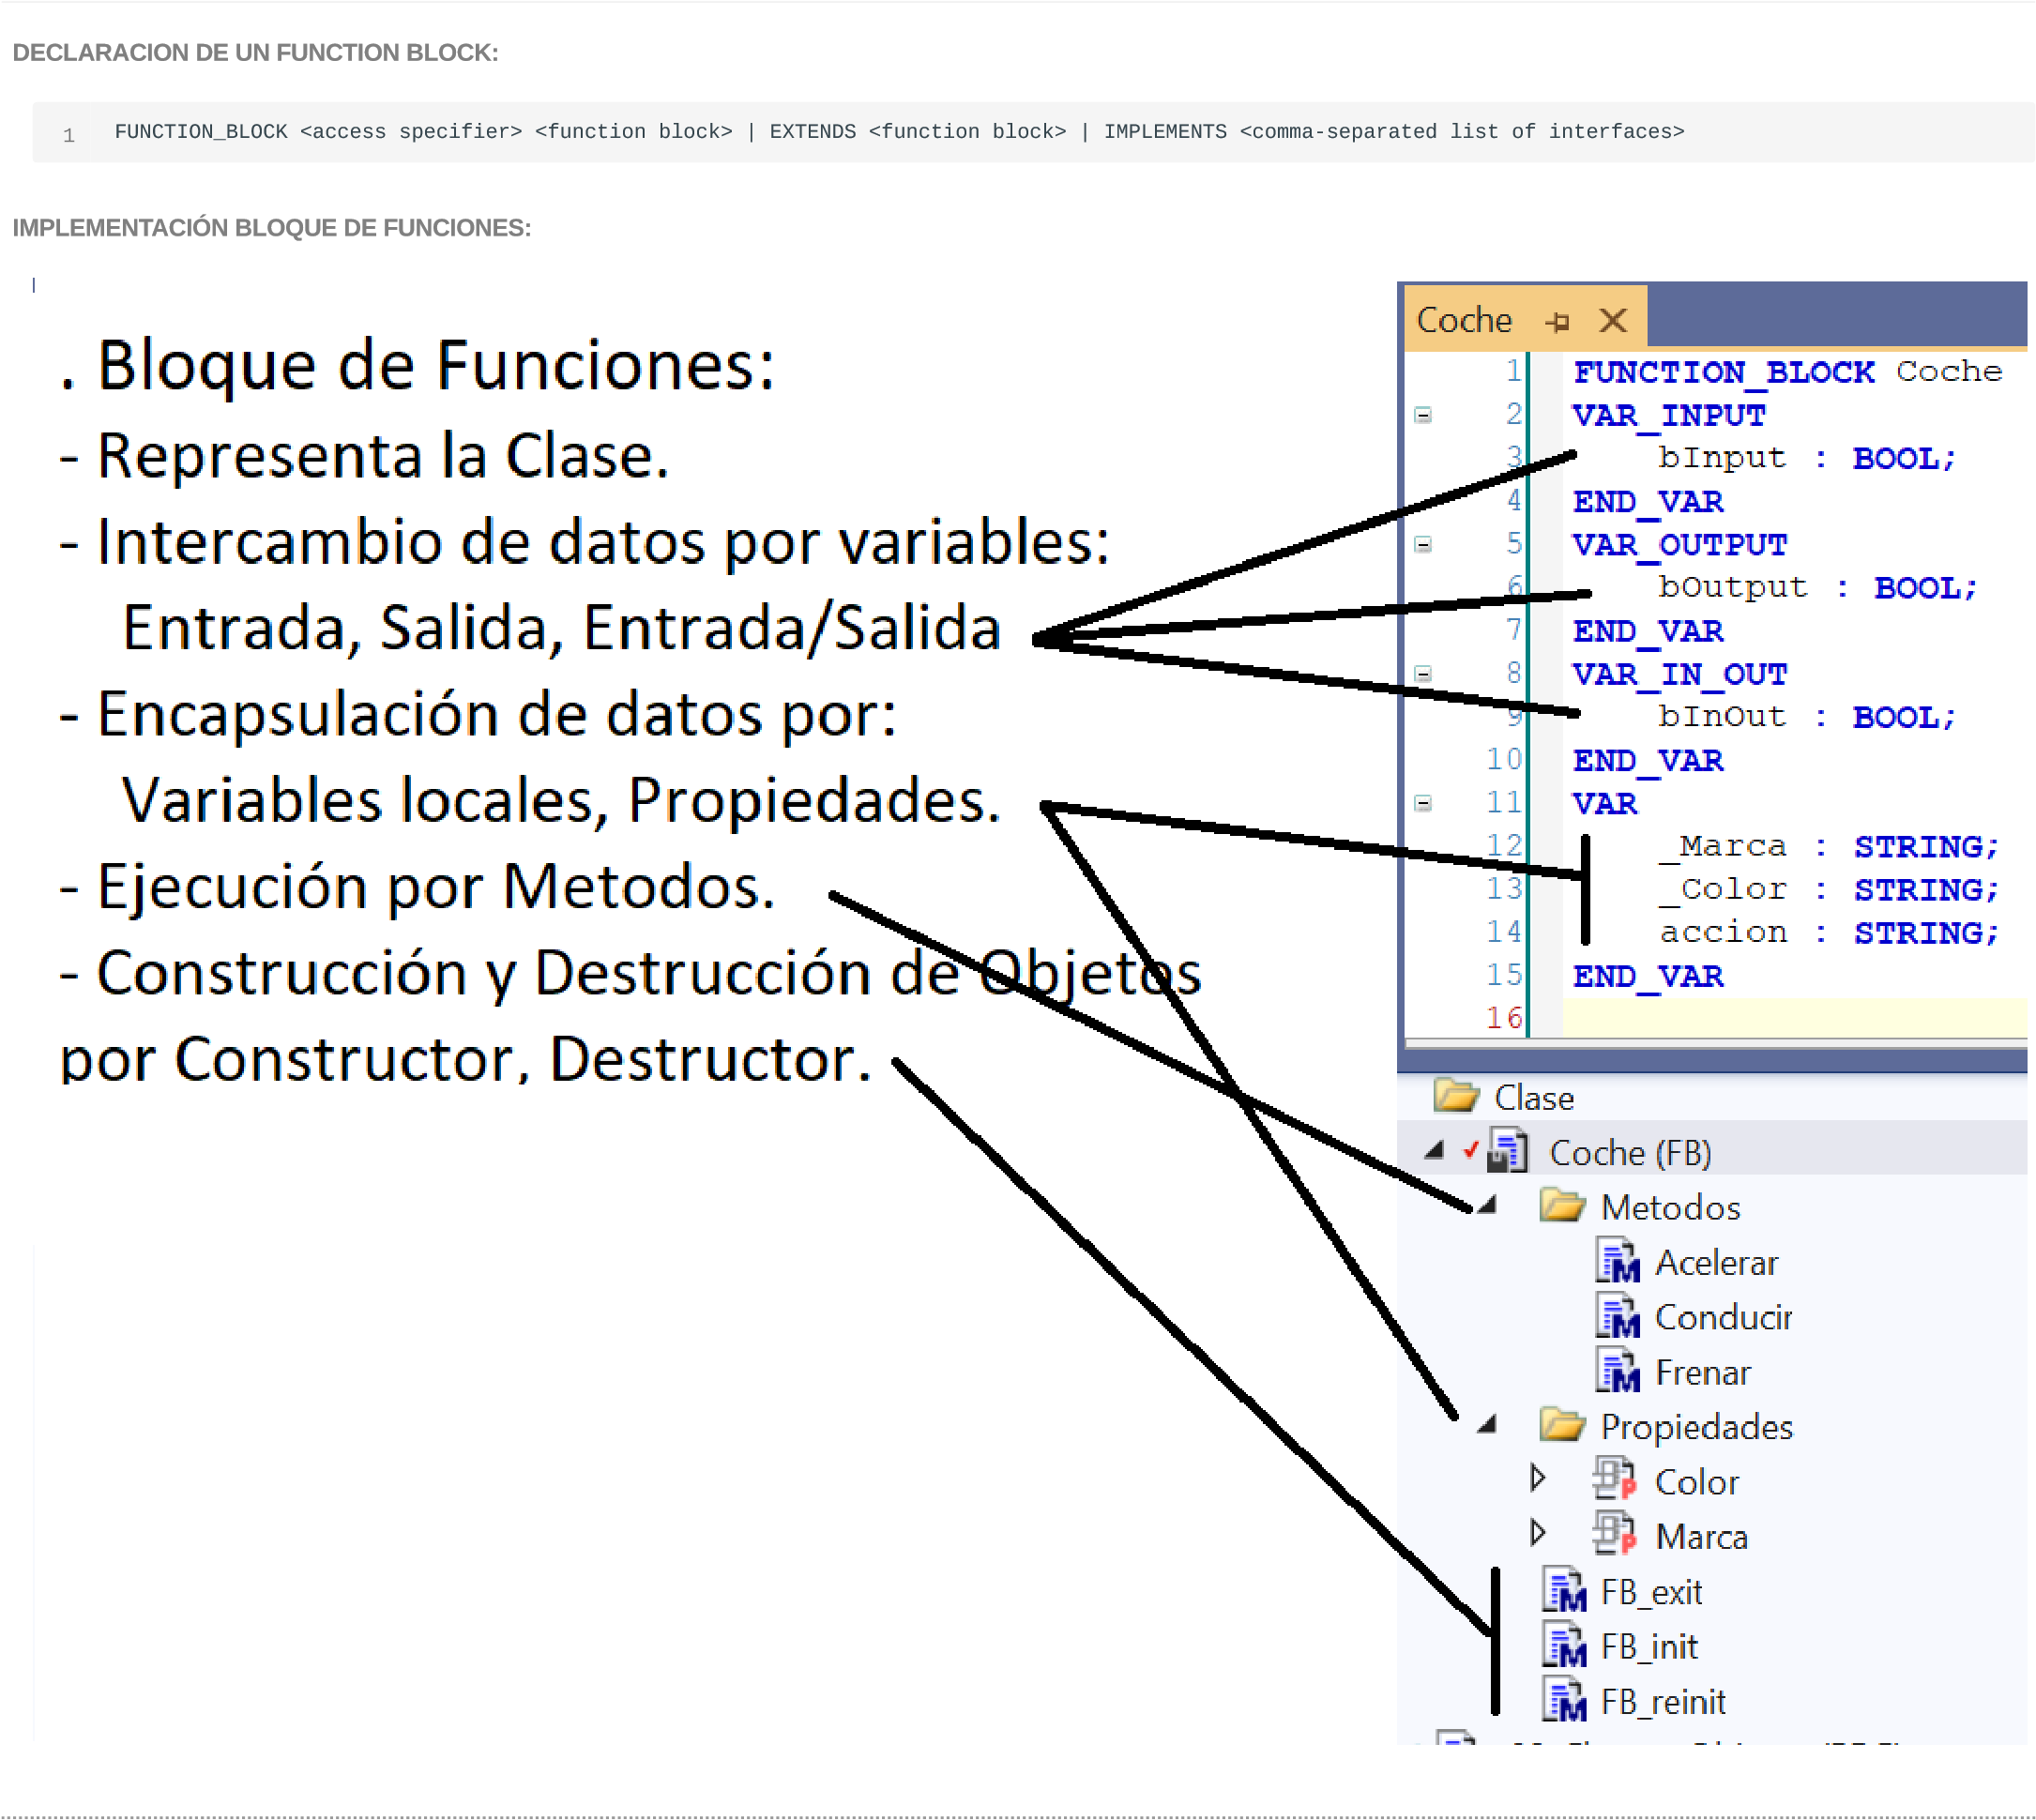 DECLARACION DE UN FUNCTION BLOCK:
1 FUNCTION_BLOCK <access specifier> <function block> | EXTENDS <function block> | IMPLEMENTS <comma-separated list of interfaces>
IMPLEMENTACIÓN BLOQUE DE FUNCIONES:
. Bloque de Funciones:
- Representa la Clase.
- Intercambio de datos por variables:
Entrada, Salida, Entrada/Salida
- Encapsulación de datos por:
Variables locales, Propiedades.
- Ejecución por Metodos.
- Construcción y Destrucción de Objetos
por Constructor, Destructor.
Coche
1 FUNCTION_BLOCK Coche
2 VAR_INPUT
3 bInput : BOOL;
4 END_VAR
5 VAR_OUTPUT
6 bOutput : BOOL;
7 END_VAR
8 VAR_IN_OUT
9 bInOut : BOOL;
10 END_VAR
11 VAR
12 _Marca : STRING;
13 _Color : STRING;
14 accion : STRING;
15 END_VAR
16
Clase
Coche (FB)
Metodos
Acelerar
Conducir
Frenar
Propiedades
Color
Marca
FB_exit
FB_init
FB_reinit